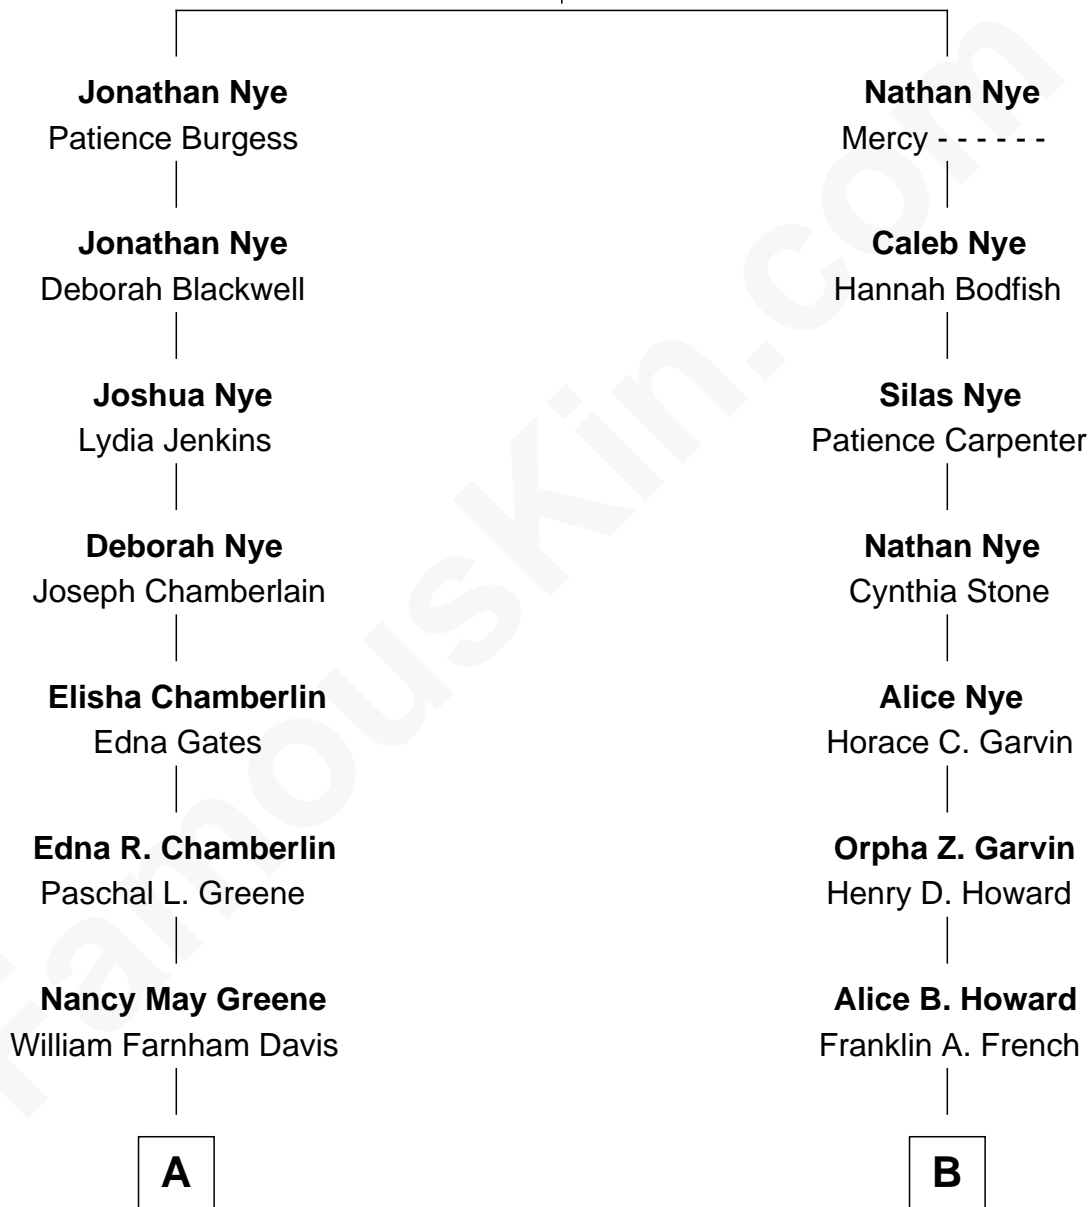 Jonathan Nye
Patience Burgess
Nathan Nye
Mercy - - - - - -
Jonathan Nye
Deborah Blackwell
Caleb Nye
Hannah Bodfish
Joshua Nye
Lydia Jenkins
Silas Nye
Patience Carpenter
Deborah Nye
Joseph Chamberlain
Nathan Nye
Cynthia Stone
Elisha Chamberlin
Edna Gates
Alice Nye
Horace C. Garvin
Edna R. Chamberlin
Paschal L. Greene
Orpha Z. Garvin
Henry D. Howard
Nancy May Greene
William Farnham Davis
Alice B. Howard
Franklin A. French
A
B
FamousKin.com